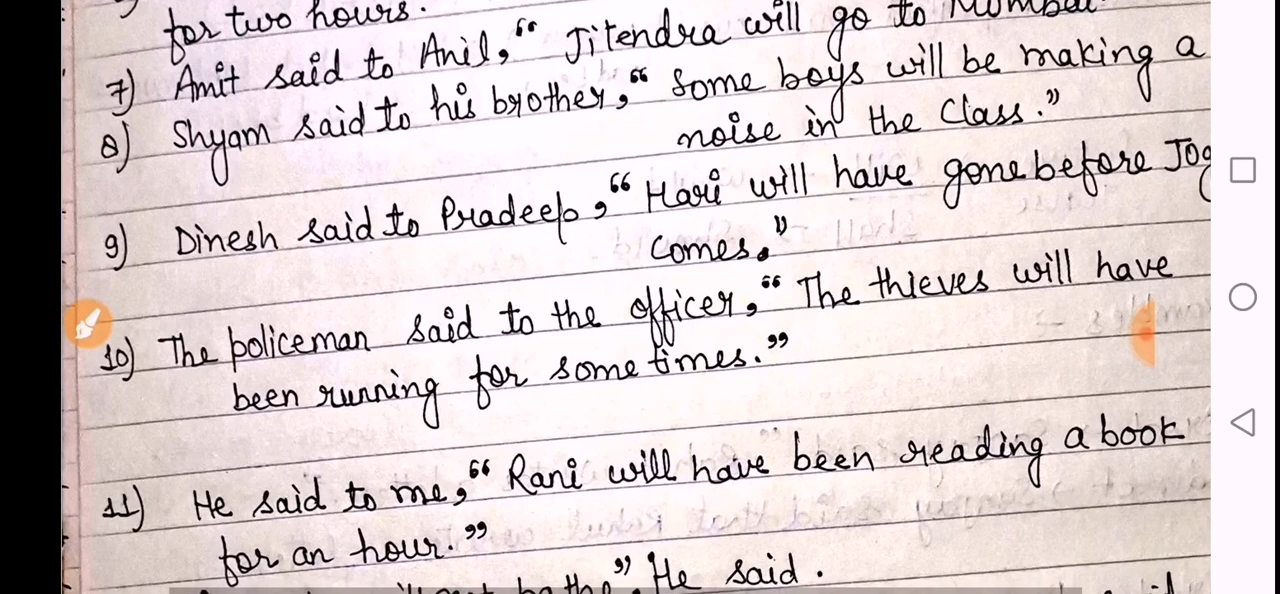 for two hours.
7) Amit said to Anil, “ Jitendra will go to Mumbai.
8) Shyam said to his brother, “ Some boys will be making a
noise in the Class.”
9) Dinesh said to Pradeep, “ Hari will have gone before
comes.”
10) The policeman said to the officer, “ The thieves will have
been running for some times.”
11) He said to me, “ Rani will have been reading a book
for an hour.”
” He said.